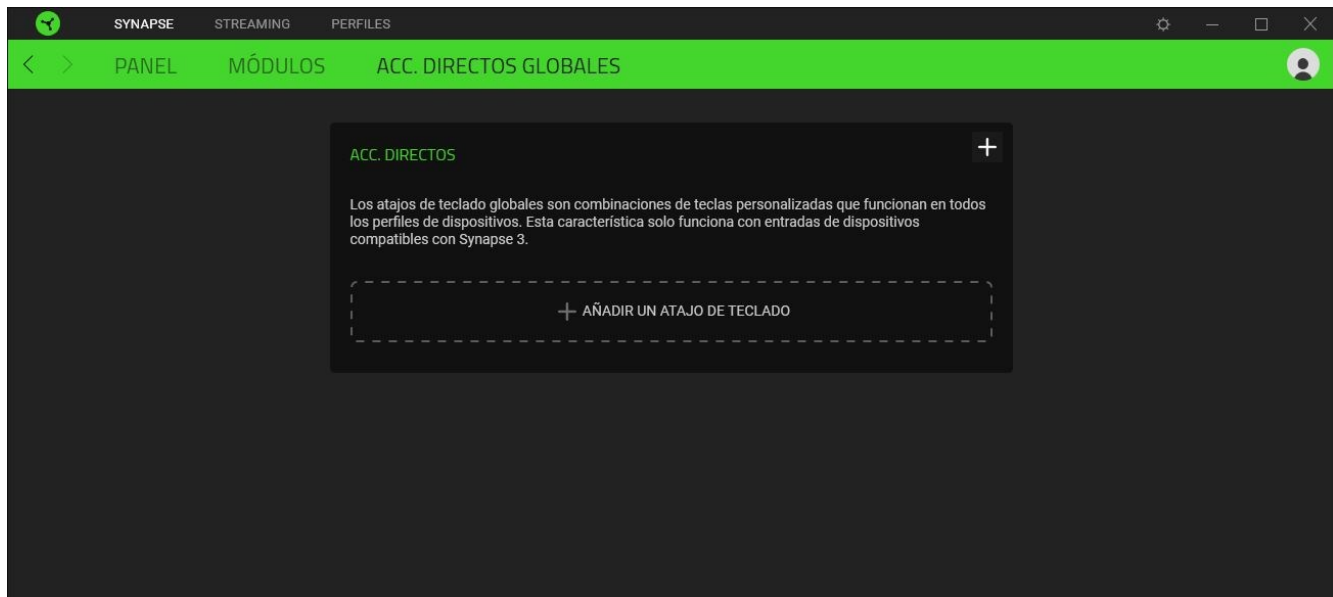 SYNAPSE STREAMING PERFILES
PANEL MÓDULOS ACC. DIRECTOS GLOBALES
ACC. DIRECTOS
Los atajos de teclado globales son combinaciones de teclas personalizadas que funcionan en todos
los perfiles de dispositivos. Esta característica solo funciona con entradas de dispositivos
compatibles con Synapse 3.
AÑADIR UN ATAJO DE TECLADO